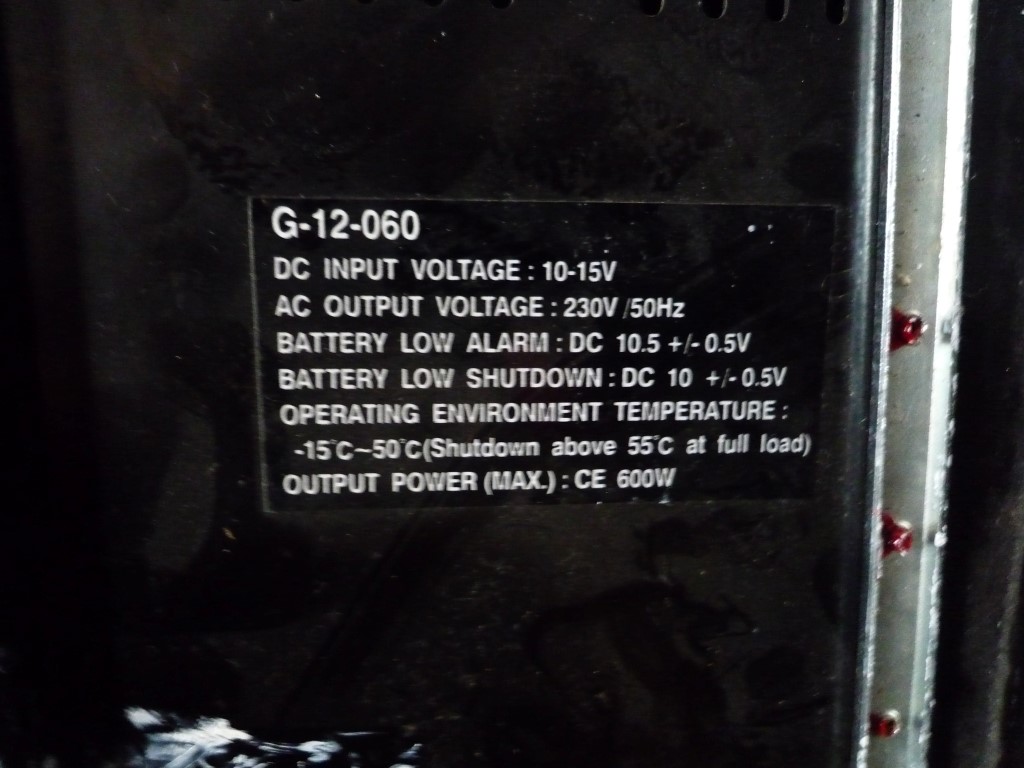 G-12-060
DC INPUT VOLTAGE : 10-15V
AC OUTPUT VOLTAGE : 230V /50Hz
BATTERY LOW ALARM : DC 10.5 +/- 0.5V
BATTERY LOW SHUTDOWN : DC 10 +/- 0.5V
OPERATING ENVIRONMENT TEMPERATURE :
-15°C~50°C(Shutdown above 55°C at full load)
OUTPUT POWER (MAX.) : CE 600W